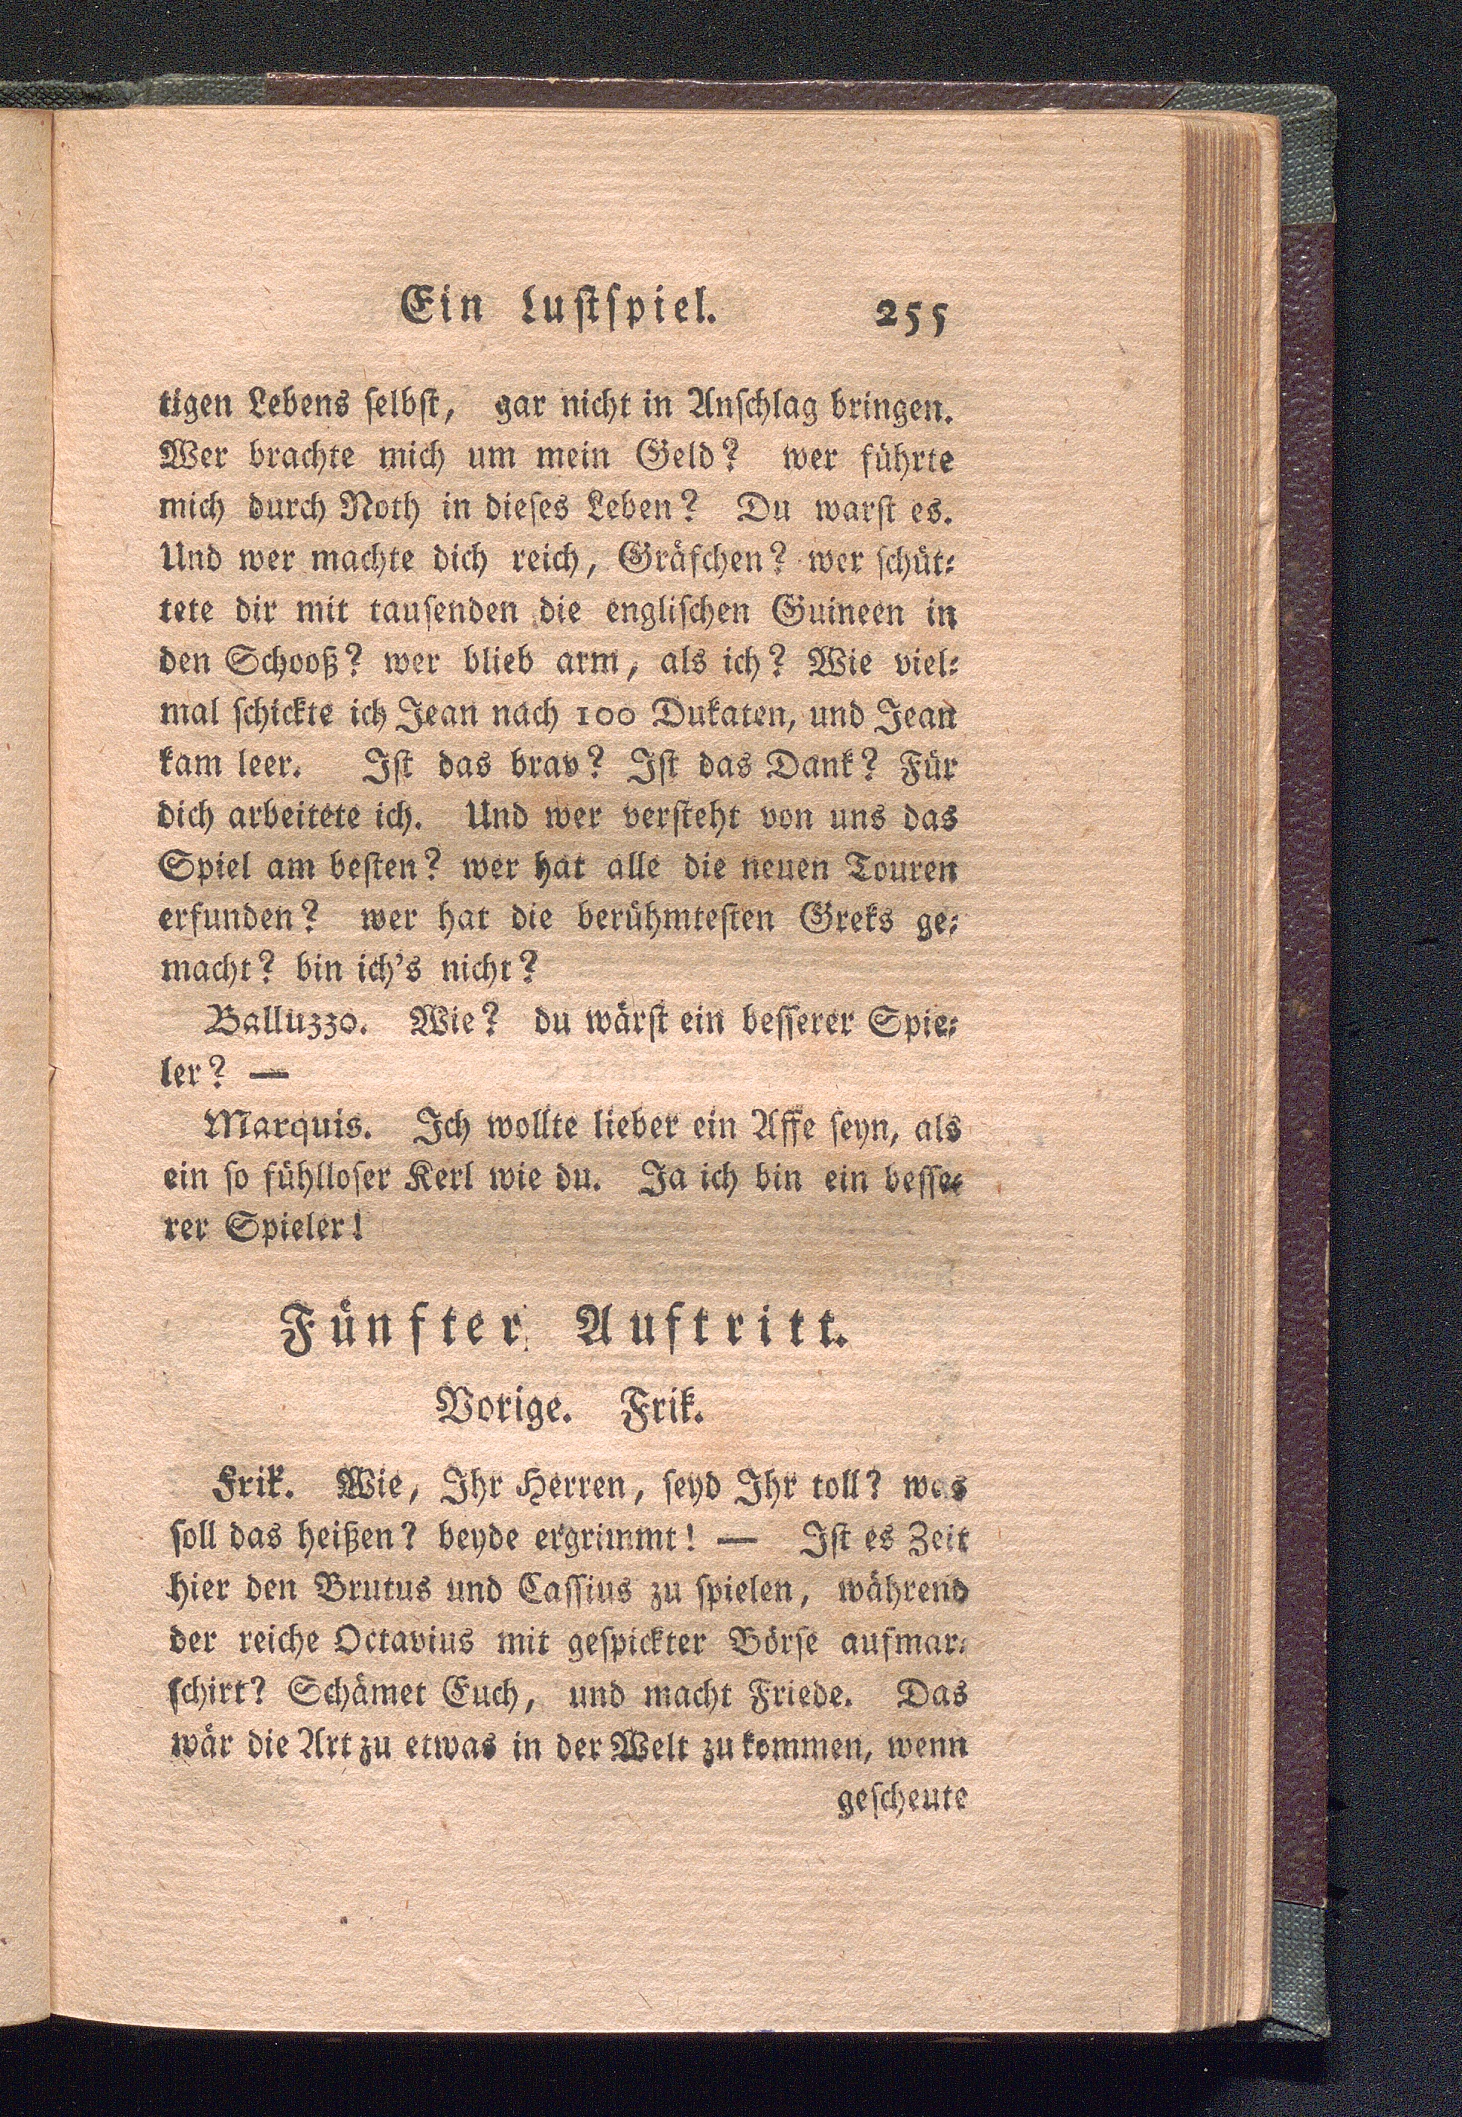 Ein Luſtſpiel. 255
tigen Lebens ſelbſt, gar nicht in Anſchlag bringen.
Wer brachte mich um mein Geld? wer führte
mich durch Noth in dieſes Leben? Du warſt es.
Und wer machte dich reich, Gräfchen? wer ſchüt⸗
tete dir mit tauſenden die engliſchen Guineen in
den Schooß? wer blieb arm, als ich? Wie viel⸗
mal ſchickte ich Jean nach 100 Dukaten, und Jean
kam leer. Iſt das brav? Iſt das Dank? Für
dich arbeitete ich. Und wer verſteht von uns das
Spiel am beſten? wer hat alle die neuen Touren
erfunden? wer hat die berühmteſten Greks ge⸗
macht? bin ich's nicht?
Balluzzo. Wie? du wärſt ein beſſerer Spie⸗
ler? —
Marquis. Ich wollte lieber ein Affe ſeyn, als
ein ſo fühlloſer Kerl wie du. Ja ich bin ein beſſe⸗
rer Spieler!
Fünfter Auftritt.
Vorige. Frik.
Frik. Wie, Ihr Herren, ſeyd Ihr toll? was
ſoll das heißen? beyde ergrimmt! — Iſt es Zeit
hier den Brutus und Caſſius zu ſpielen, während
der reiche Octavius mit geſpickter Börſe aufmar⸗
ſchirt? Schämet Euch, und macht Friede. Das
wär die Art zu etwas in der Welt zu kommen, wenn
geſcheute